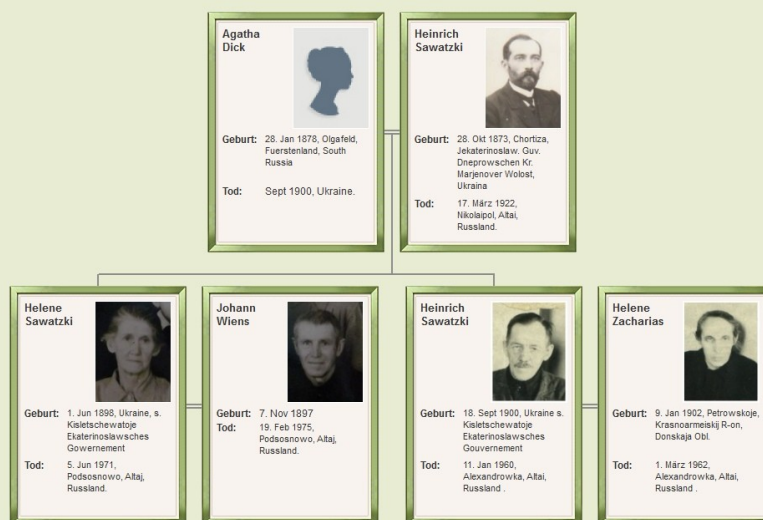 Agatha
Dick
Geburt: 28. Jan 1878, Olgafeld,
Fuerstenland, South
Russia
Tod: Sept 1900, Ukraine.
Heinrich
Sawatzki
Geburt: 28. Okt 1873, Chortiza,
Jekaterinoslaw. Guv.
Dneprowschen Kr.
Marjenover Wolost,
Ukraina
Tod: 17. März 1922,
Nikolaipol, Altai,
Russland.
Helene
Sawatzki
Geburt: 1. Jun 1898, Ukraine, s.
Kisletschewatoje
Ekaterinoslawsches
Gowernement
Tod: 5. Jun 1971,
Podsosnowo, Altaj,
Russland.
Johann
Wiens
Geburt: 7. Nov 1897
Tod: 19. Feb 1975,
Podsosnowo, Altaj,
Russland.
Heinrich
Sawatzki
Geburt: 18. Sept 1900, Ukraine s.
Kisletschewatoje
Ekaterinoslawsches
Gouvernement
Tod: 11. Jan 1960,
Alexandrowka, Altai,
Russland .
Helene
Zacharias
Geburt: 9. Jan 1902, Petrowskoje,
Krasnoarmeiskij R-on,
Donskaja Obl.
Tod: 1. März 1962,
Alexandrowka, Altai,
Russland .